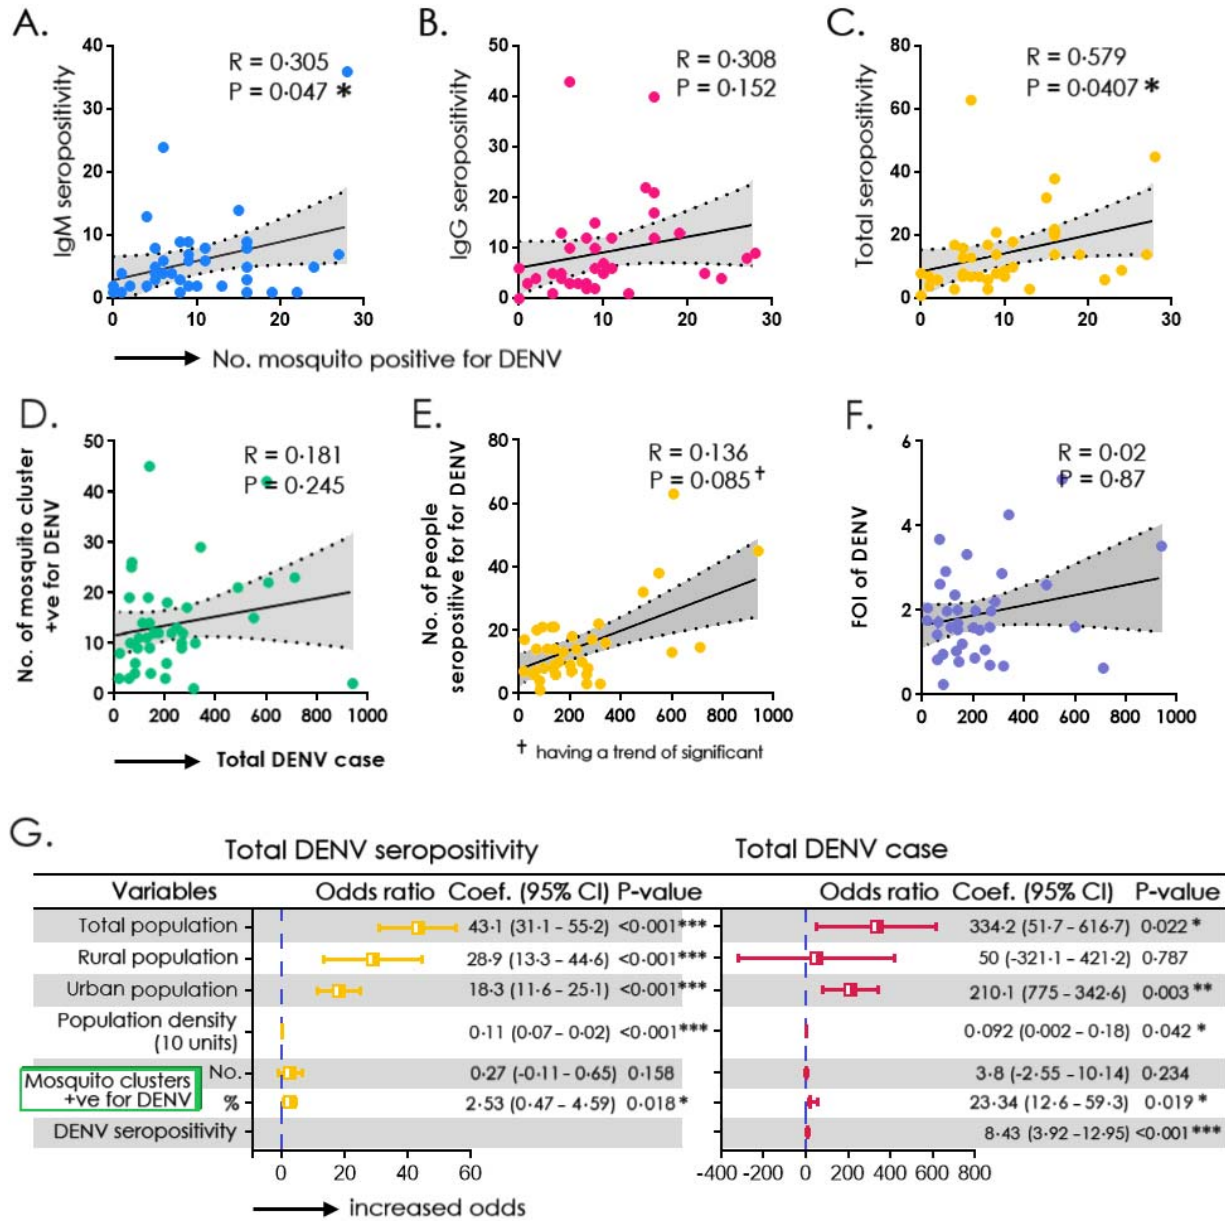 A.
IgM seropositivity
40
30
20
10
0
0 10 20 30
R = 0·305
P = 0·047 *
B.
IgG seropositivity
50
40
30
20
10
0
0 10 20 30
R = 0·308
P = 0·152
C.
Total seropositivity
80
60
40
20
0
0 10 20 30
R = 0·579
P = 0·0407 *
No. mosquito positive for DENV
D.
No. of mosquito cluster
+ve for DENV
50
40
30
20
10
0
0 200 400 600 800 1000
R = 0·181
P = 0·245
E.
No. of people
seropositive for for DENV
80
60
40
20
0
0 200 400 600 800 1000
R = 0·136
P = 0·085 †
F.
FOI of DENV
6
4
2
0
0 200 400 600 800 1000
R = 0·02
P = 0·87
Total DENV case
† having a trend of significant
G.
Total DENV seropositivity Total DENV case
Variables Odds ratio Coef. (95% CI) P-value Odds ratio Coef. (95% CI) P-value
Total population 43·1 (31·1 - 55·2) <0·001 *** 334·2 (51·7 - 616·7) 0·022 *
Rural population 28·9 (13·3 - 44·6) <0·001 *** 50 (-321·1 - 421·2) 0·787
Urban population 18·3 (11·6 - 25·1) <0·001 *** 210·1 (775 - 342·6) 0·003 **
Population density
(10 units) 0·11 (0·07 - 0·02) <0·001 *** 0·092 (0·002 - 0·18) 0·042 *
Mosquito clusters
+ve for DENV
No. 0·27 (-0·11 - 0·65) 0·158 3·8 (-2·55 - 10·14) 0·234
% 2·53 (0·47 - 4·59) 0·018 * 23·34 (12·6 - 59·3) 0·019 *
DENV seropositivity 8·43 (3·92 -12·95) <0·001 ***
0 20 40 60 -400 -200 0 200 400 600 800
increased odds